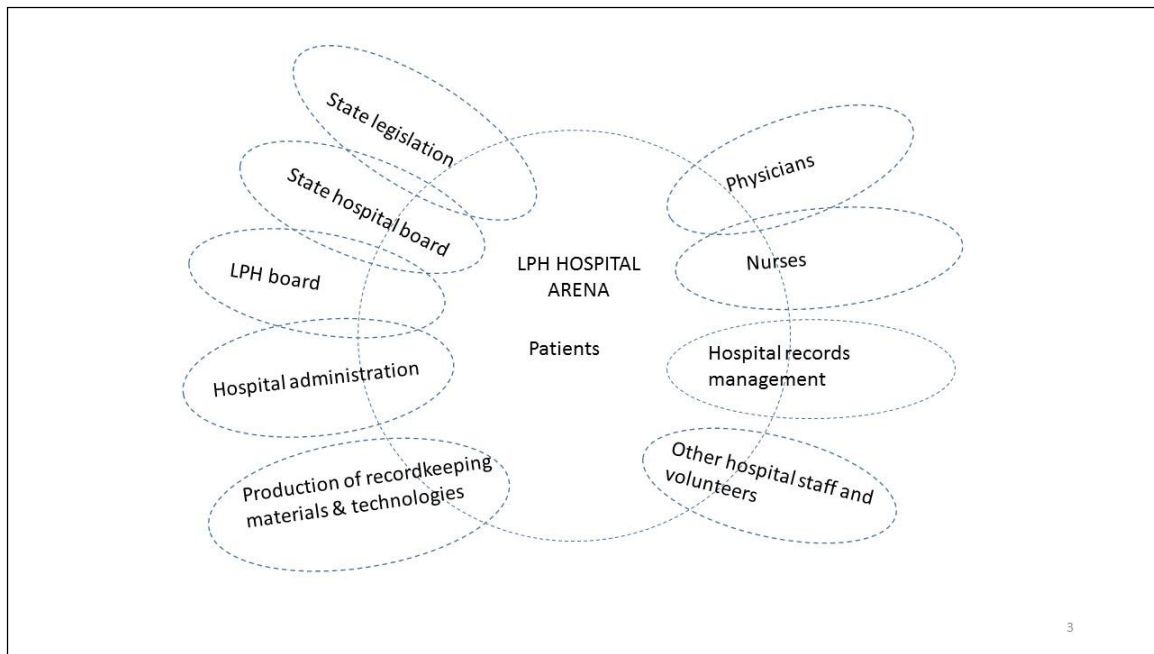 State legislation
State hospital board
LPH board
Hospital administration
Production of recordkeeping
materials & technologies
LPH HOSPITAL
ARENA
Patients
Physicians
Nurses
Hospital records
management
Other hospital staff and
volunteers
3